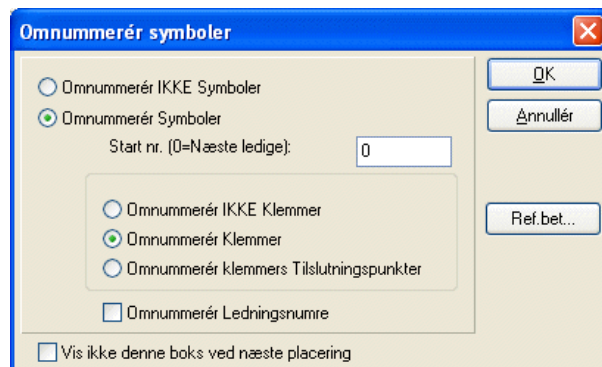 Omnummerér symboler
OK
Omnummerér IKKE Symboler
Annullér
Omnummerér Symboler
Start nr. (0=Næste ledige): 0
Omnummerér IKKE Klemmer
Ref.bet...
Omnummerér Klemmer
Omnummerér klemmers Tilslutningspunkter
Omnummerér Ledningsnumre
Vis ikke denne boks ved næste placering